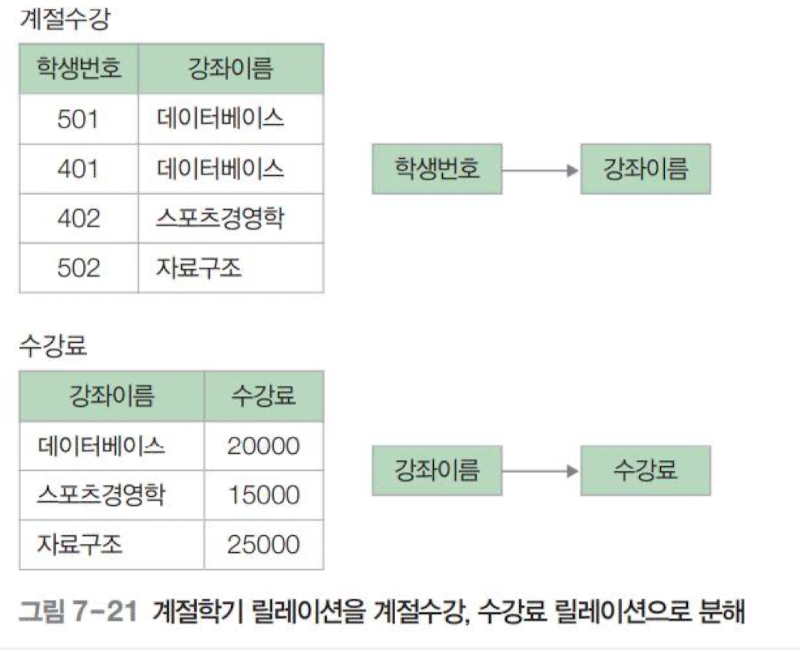 계절수강
학생번호 강좌이름
501 데이터베이스
401 데이터베이스
402 스포츠경영학
502 자료구조
학생번호 강좌이름
수강료
강좌이름 수강료
데이터베이스 20000
스포츠경영학 15000
자료구조 25000
강좌이름 수강료
그림 7-21 계절학기 릴레이션을 계절수강, 수강료 릴레이션으로 분해